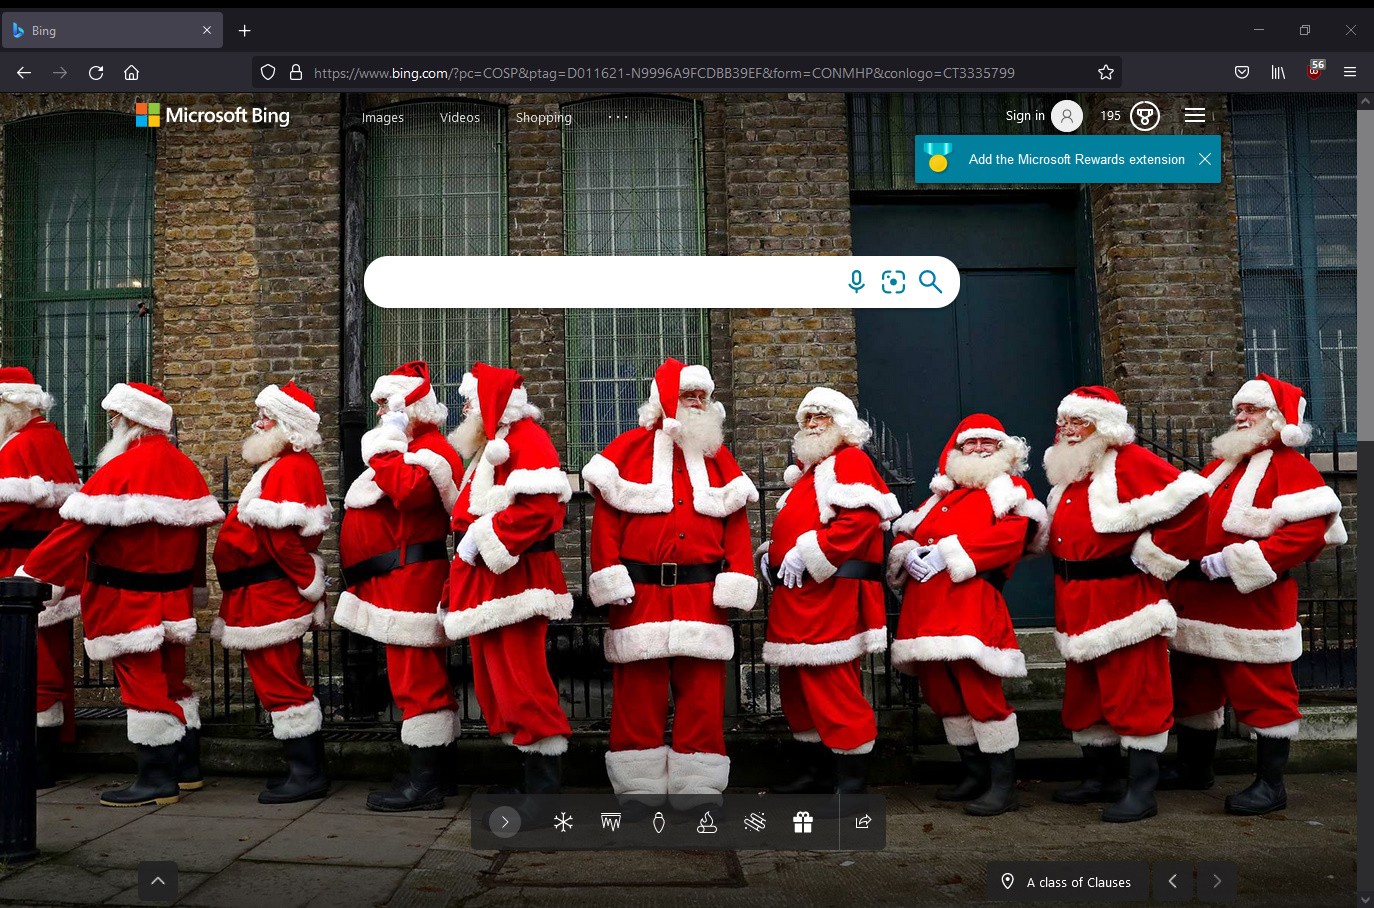 Bing
https://www.bing.com/?pc=COSP&ptag=D011621-N9996A9FCDBB39EF&form=CONMHP&conlogo=CT3335799
56
Microsoft Bing
Images Videos Shopping ...
Sign in 195
Add the Microsoft Rewards extension
A class of Clauses